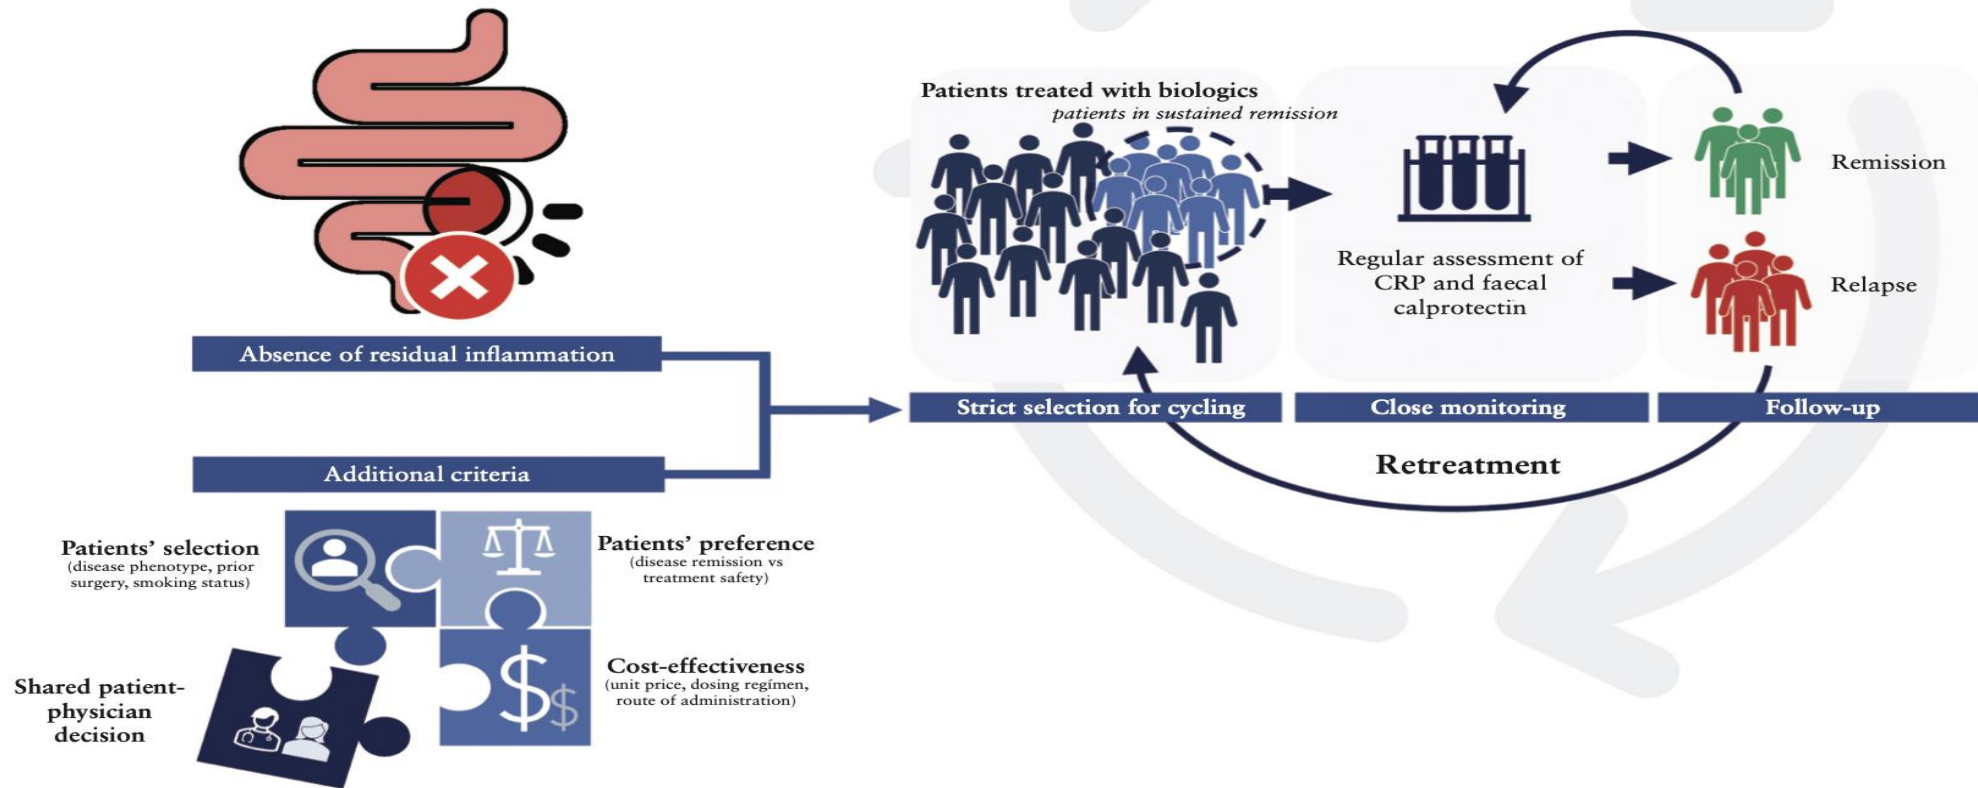 Absence of residual inflammation
Additional criteria
Patients’ selection
(disease phenotype, prior
surgery, smoking status)
Patients’ preference
(disease remission vs
treatment safety)
Shared patient-
physician
decision
Cost-effectiveness
(unit price, dosing regímen,
route of administration)
$
$
Patients treated with biologics
patients in sustained remission
Strict selection for cycling
Regular assessment of
CRP and faecal
calprotectin
Close monitoring
Remission
Relapse
Follow-up
Retreatment